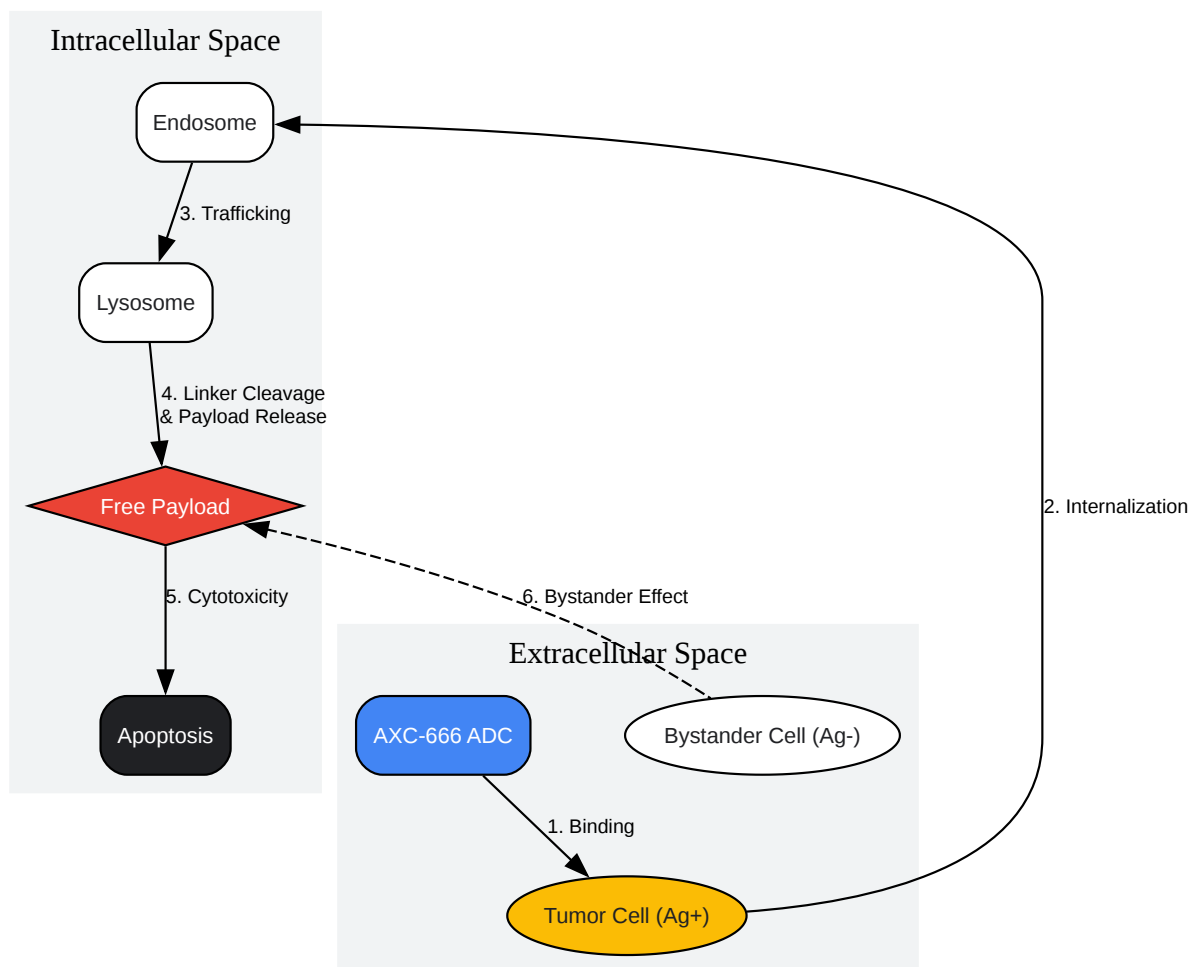 Intracellular Space
Endosome
3. Trafficking
Lysosome
4. Linker Cleavage
& Payload Release
Free Payload
2. Internalization
5. Cytotoxicity
6. Bystander Effect
Extracellular Space
Apoptosis
AXC-666 ADC
Bystander Cell (Ag-)
1. Binding
Tumor Cell (Ag+)